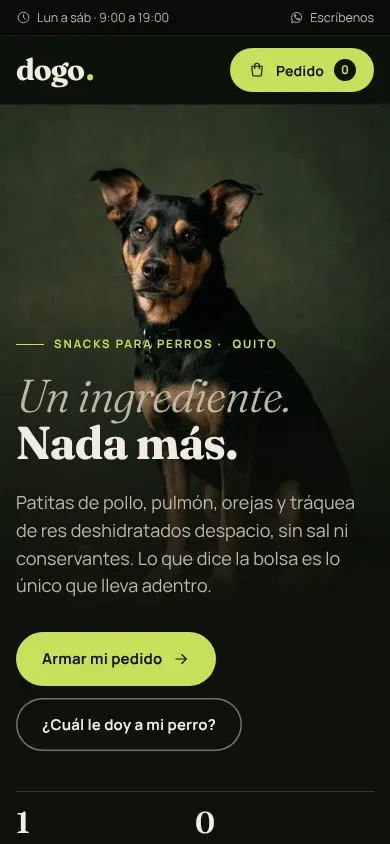 Lun a sáb · 9:00 a 19:00
Escríbenos
dogo.
Pedido 0
SNACKS PARA PERROS · QUITO
Un ingrediente.
Nada más.
Patitas de pollo, pulmón, orejas y tráquea
de res deshidratados despacio, sin sal ni
conservantes. Lo que dice la bolsa es lo
único que lleva adentro.
Armar mi pedido →
¿Cuál le doy a mi perro?
1 0